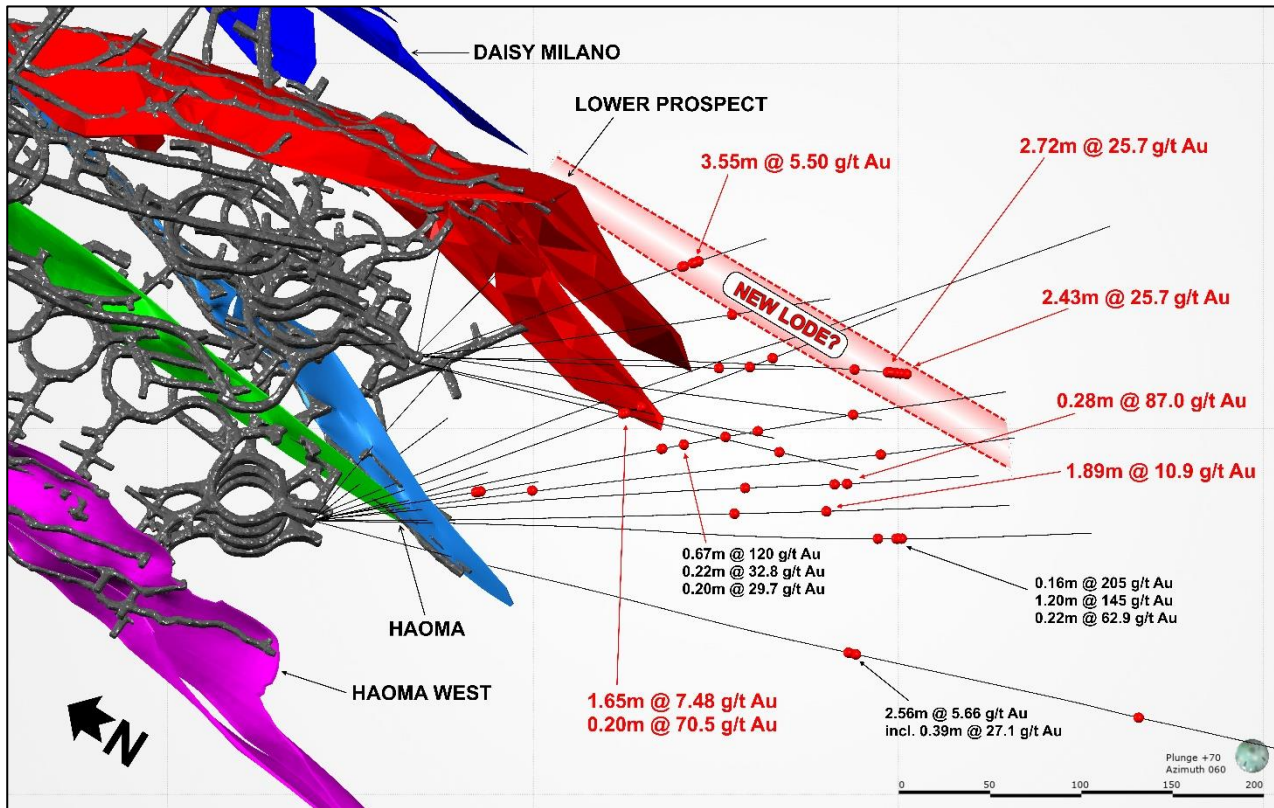 DAISY MILANO
LOWER PROSPECT
2.72m @ 25.7 g/t Au
3.55m @ 5.50 g/t Au
NEW LODE?
2.43m @ 25.7 g/t Au
0.28m @ 87.0 g/t Au
1.89m @ 10.9 g/t Au
0.67m @ 120 g/t Au
0.22m @ 32.8 g/t Au
0.20m @ 29.7 g/t Au
0.16m @ 205 g/t Au
1.20m @ 145 g/t Au
0.22m @ 62.9 g/t Au
HAOMA
HAOMA WEST
1.65m @ 7.48 g/t Au
0.20m @ 70.5 g/t Au
2.56m @ 5.66 g/t Au
incl. 0.39m @ 27.1 g/t Au
N
Plunge +70
Azimuth 060
0 50 100 150 200